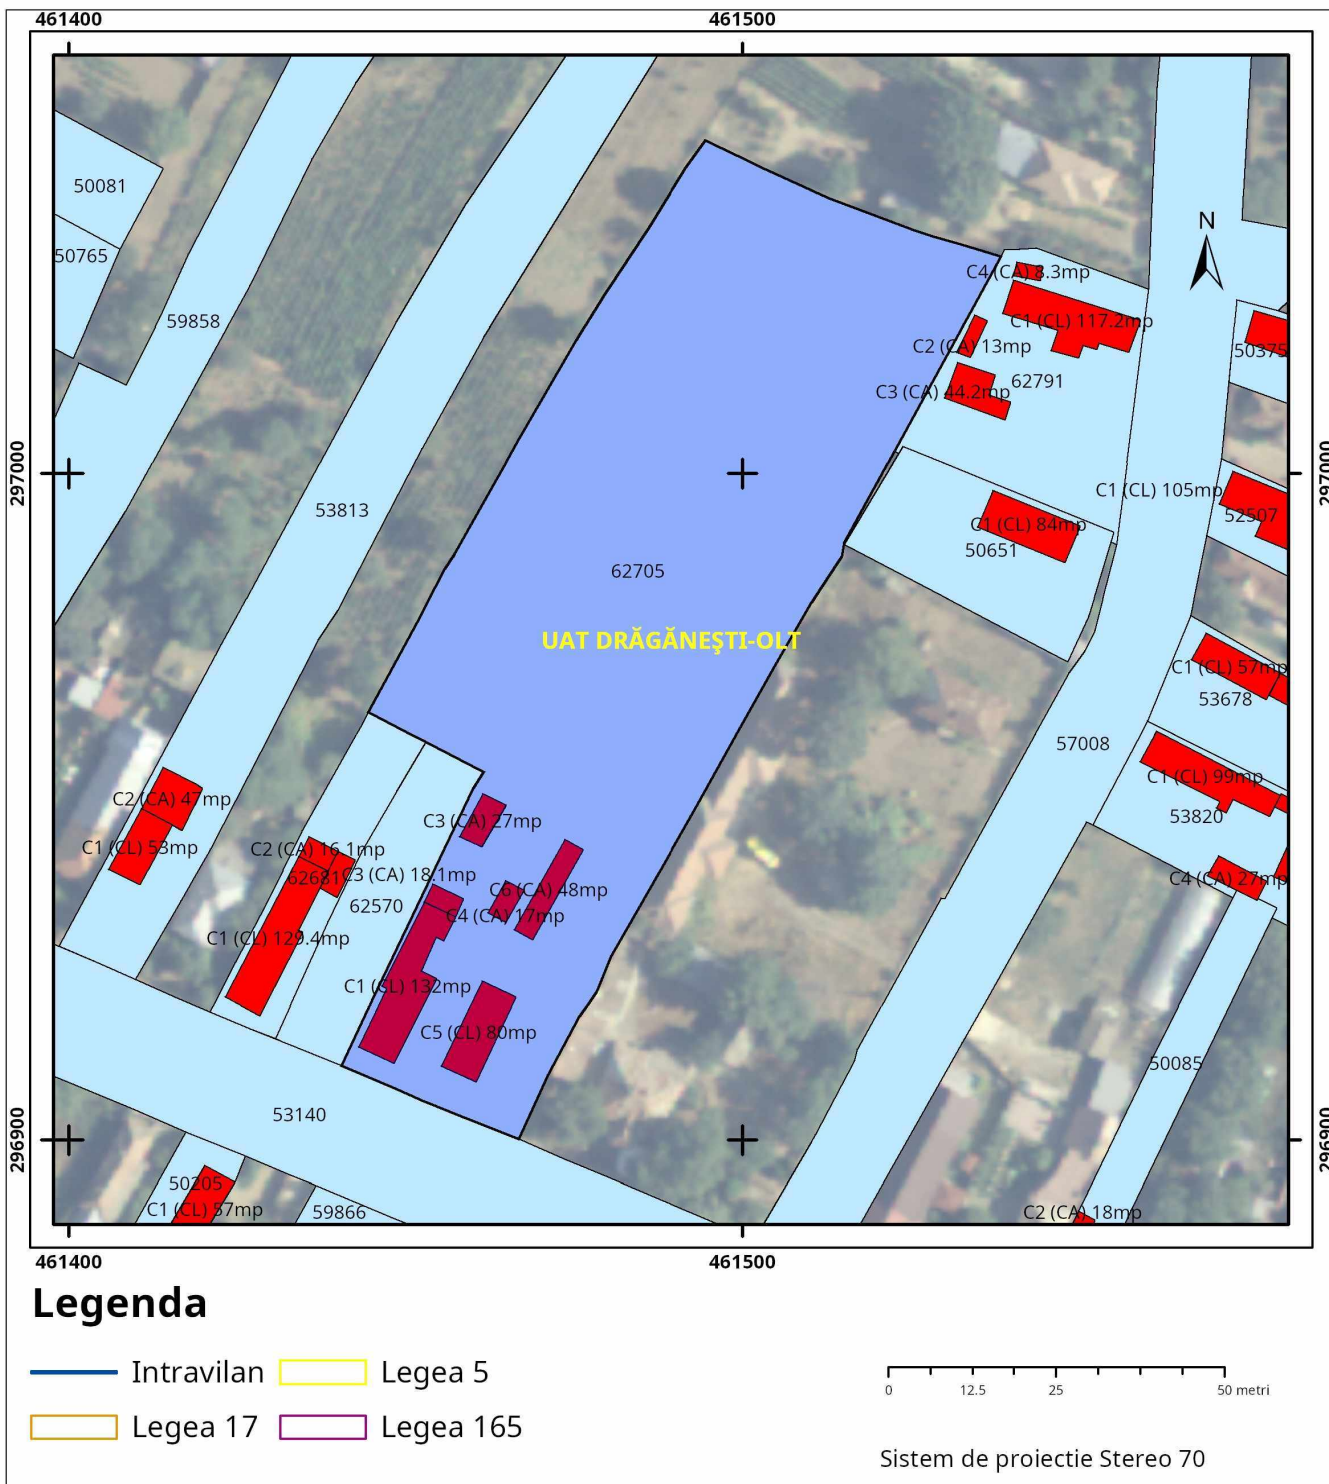 461400
461500
50081
50765
59858
53813
62705
UAT DRĂGĂNEȘTI-OLT
N
C4 (CA) 8.3mp
C1 (CL) 117.2mp
C2 (CA) 13mp
62791
C3 (CA) 44.2mp
50375
297000
297000
C1 (CL) 105mp
52507
C1 (CL) 84mp
50651
C1 (CL) 57mp
53678
57008
C1 (CL) 99mp
53820
C4 (CA) 27mp
C2 (CA) 47mp
C1 (CL) 53mp
C3 (CA) 27mp
C2 (CA) 16.1mp
62681
C3 (CA) 18.1mp
62570
C6 (CA) 48mp
C4 (CA) 17mp
C1 (CL) 129.4mp
C1 (CL) 132mp
C5 (CL) 80mp
50085
53140
296900
296900
50205
C1 (CL) 57mp
59866
C2 (CA) 18mp
461400
461500
Legenda
Intravilan
Legea 5
Legea 17
Legea 165
0 12.5 25 50 metri
Sistem de proiectie Stereo 70